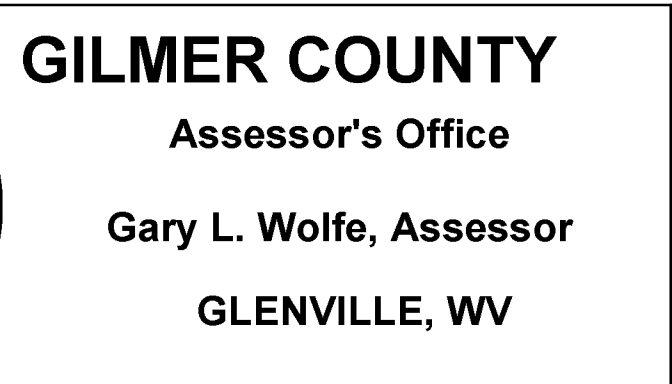 GILMER COUNTY
Assessor's Office
Gary L. Wolfe, Assessor
GLENVILLE, WV